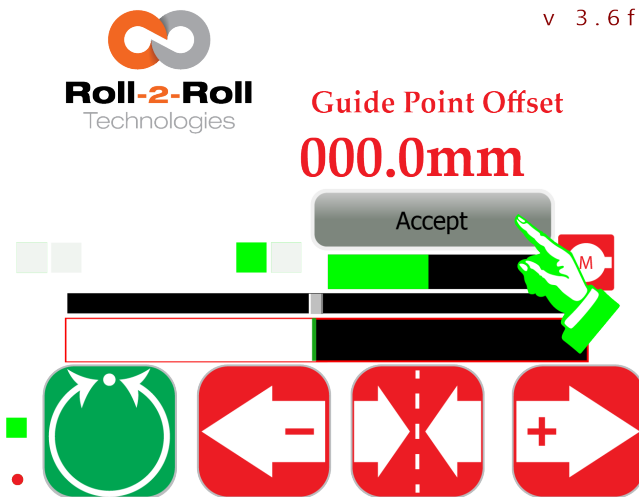 v 3.6f
Roll-2-Roll
Technologies
Guide Point Offset
000.0mm
Accept
M
− +